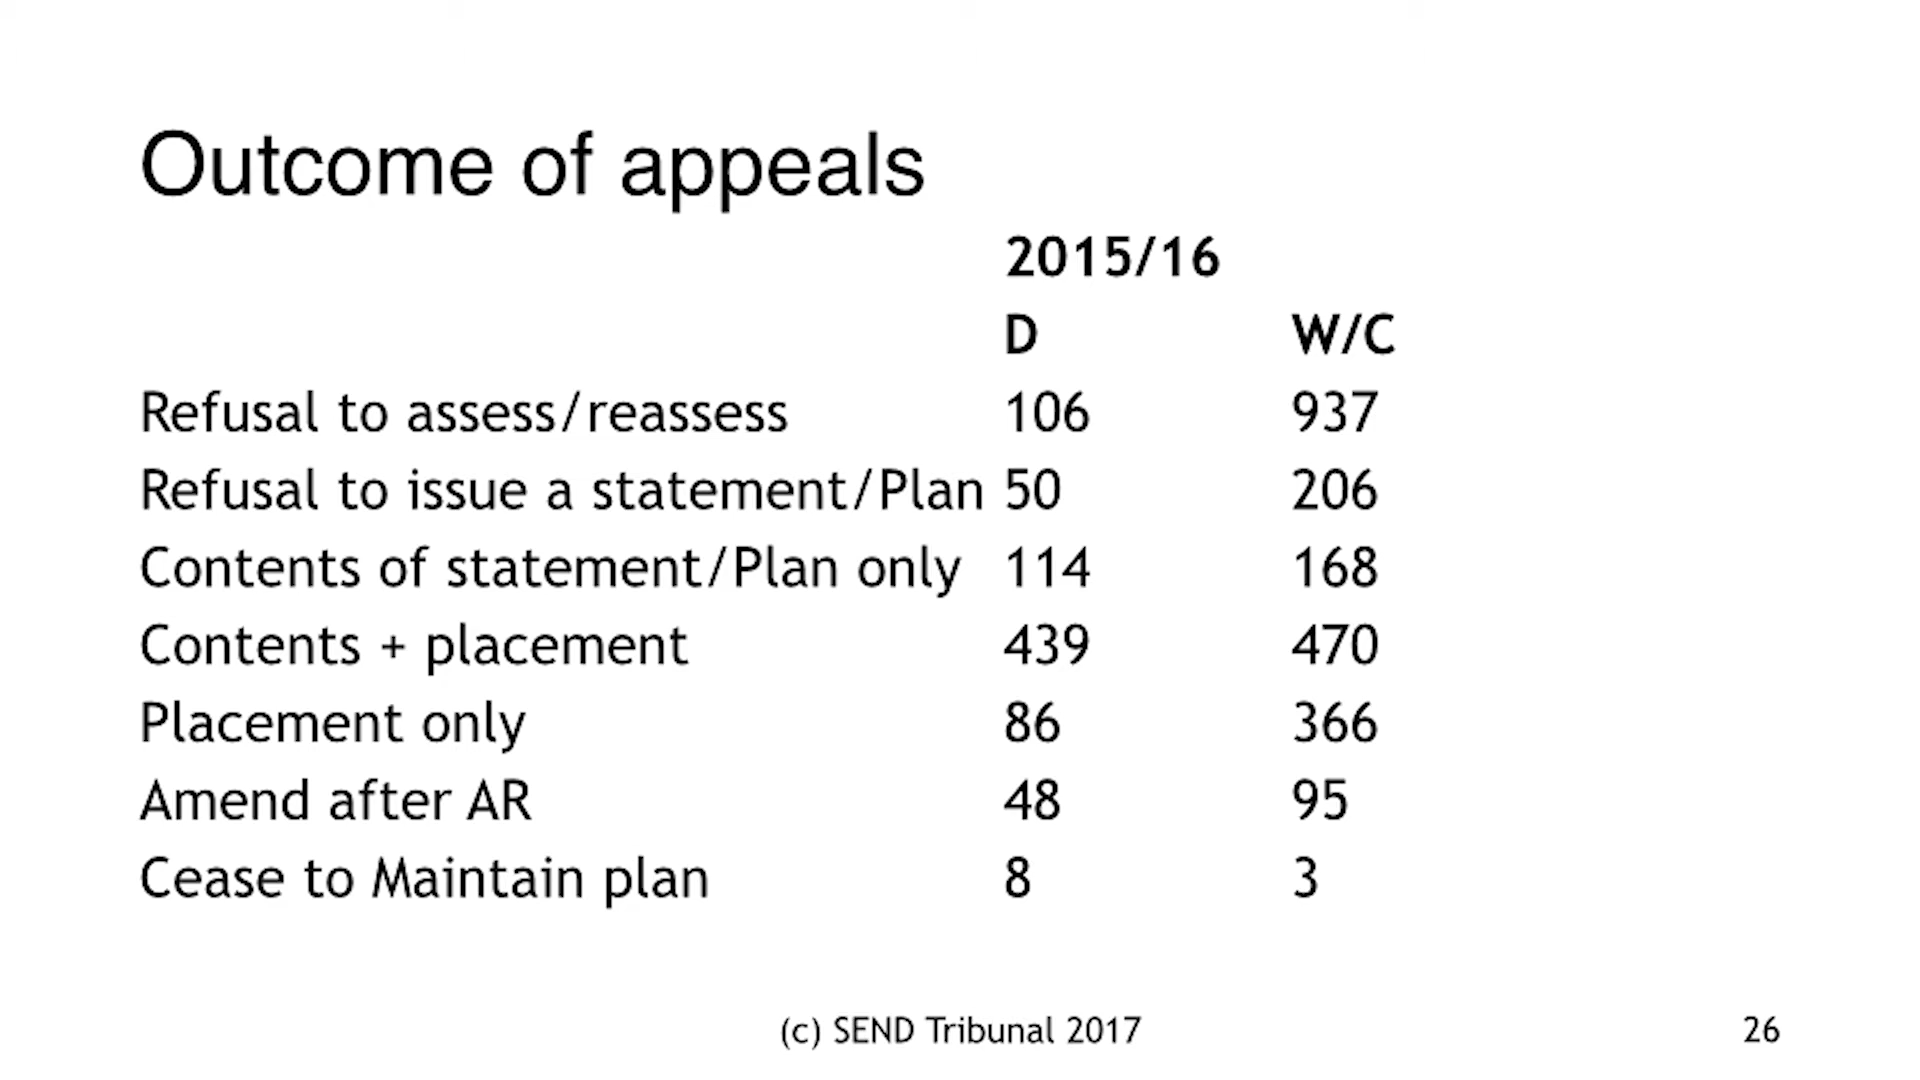 Outcome of appeals
2015/16
D W/C
Refusal to assess/reassess 106 937
Refusal to issue a statement/Plan 50 206
Contents of statement/Plan only 114 168
Contents + placement 439 470
Placement only 86 366
Amend after AR 48 95
Cease to Maintain plan 8 3
(c) SEND Tribunal 2017 26